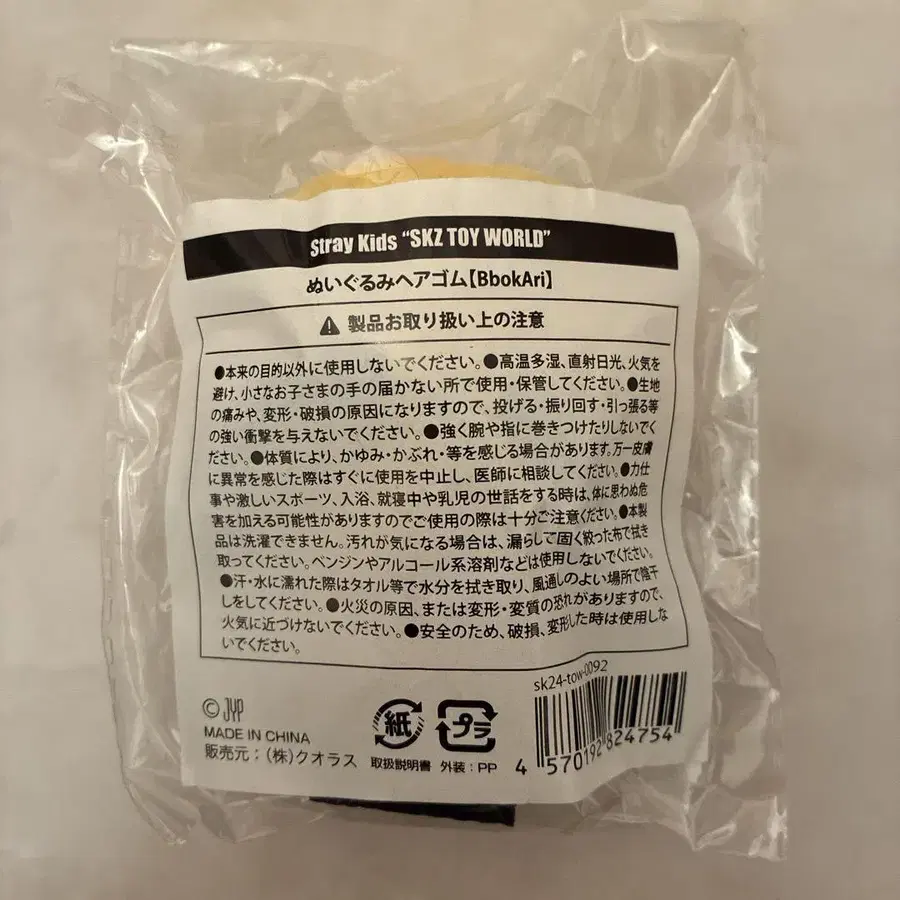 Stray Kids “SKZ TOY WORLD”
ぬいぐるみヘアゴム【BbokAri】
製品お取り扱い上の注意
●本来の目的以外に使用しないでください。●高温多湿、直射日光、火気を
避け、小さなお子さまの手の届かない所で使用・保管してください。●生地
の痛みや、変形・破損の原因になりますので、投げる・振り回す・引っ張る等
の強い衝撃を与えないでください。●強く腕や指に巻きつけたりしないでく
ださい。●体質により、かゆみ・かぶれ・等を感じる場合があります。万一皮膚
に異常を感じた際はすぐに使用を中止し、医師に相談してください。●力仕
事や激しいスポーツ、入浴、就寝中や乳児の世話をする時は、体に思わぬ危
害を加える可能性がありますのでご使用の際は十分ご注意ください。●本製
品は洗濯できません。汚れが気になる場合は、濡らして固く絞った布で拭き
取ってください。ベンジンやアルコール系溶剤などは使用しないでください。
●汗・水に濡れた際はタオル等で水分を拭き取り、風通しのよい場所で陰干
しをしてください。●火災の原因、または変形・変質の恐れがありますので、
火気に近づけないでください。●安全のため、破損、変形した時は使用しな
いでください。
sk24-tow-0092
© JYP
MADE IN CHINA
販売元:(株)クオラス
紙
取扱説明書
プラ
外装:PP
4 570192 824754